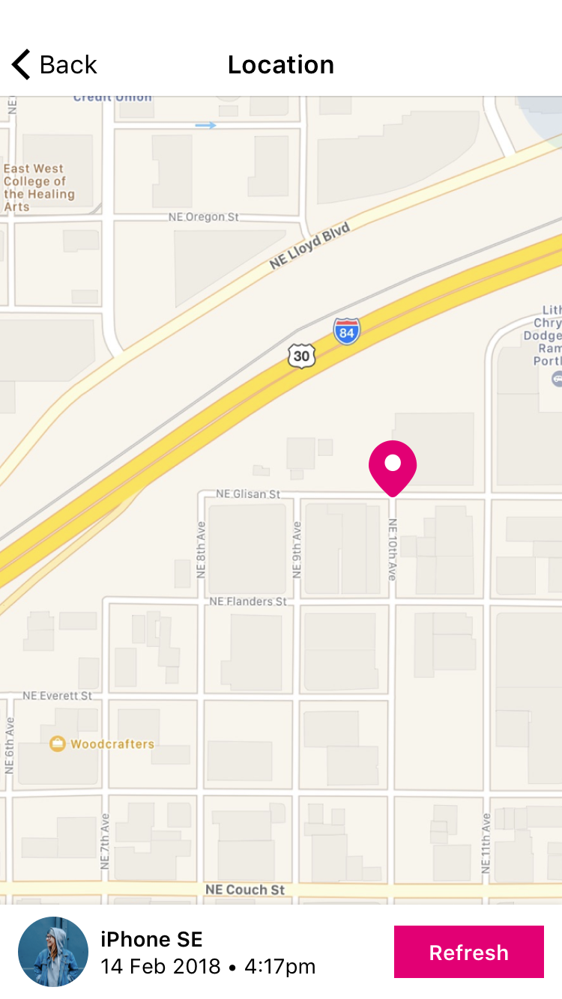 Back
Location
NE
Credit Union
East West
College of
the Healing
Arts
NE Oregon St
NE Lloyd Blvd
84
30
Chry
Dodge
Ram
NE Glisan St
NE 8th Ave
NE 9th Ave
NE 10th Ave
NE Flanders St
NE Everett St
NE 6th Ave
Woodcrafters
NE 7th Ave
NE 11th Ave
NE Couch St
iPhone SE
14 Feb 2018 • 4:17pm
Refresh